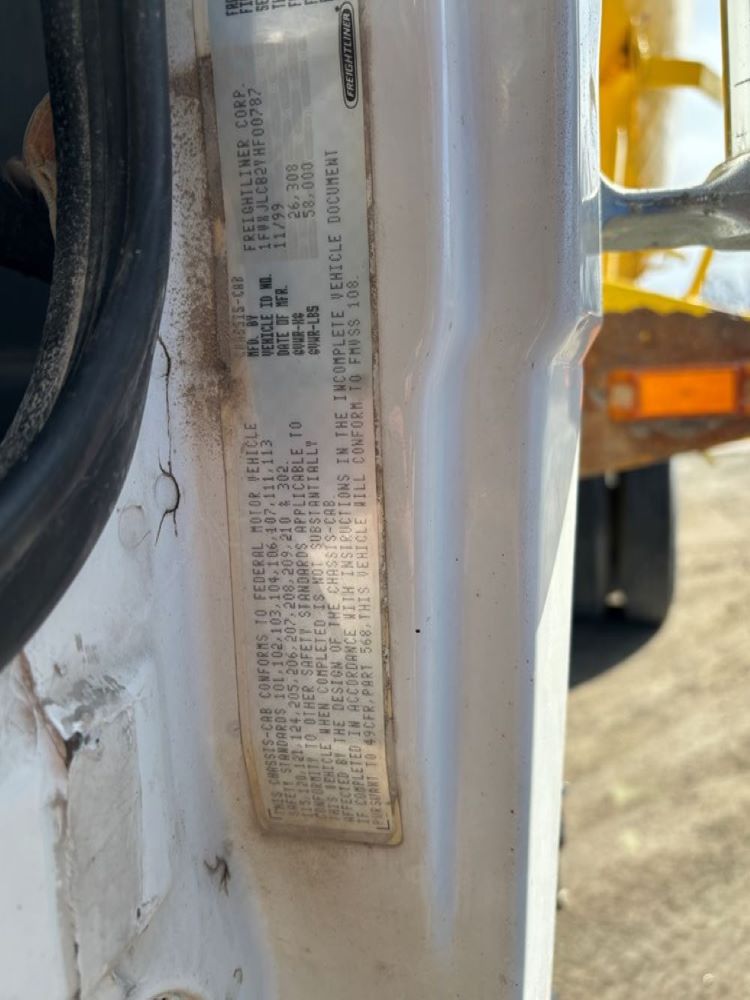 FREIGHTLINER
CHASSIS-CAB
MFD. BY FREIGHTLINER CORP.
VEHICLE ID NO. 1FVXJLCB2YHF00787
DATE OF MFR. 11/99
GVWR-KG 26,308
GVWR-LBS 58,000
THIS CHASSIS-CAB CONFORMS TO FEDERAL MOTOR VEHICLE
SAFETY STANDARDS 101,102,103,104,106,107,111,113
115,120,121,124,205,206,207,208,209,210 & 302.
CONFORMITY TO OTHER SAFETY STANDARDS APPLICABLE TO
THIS VEHICLE WHEN COMPLETED IS NOT SUBSTANTIALLY
AFFECTED BY THE DESIGN OF THE CHASSIS-CAB.
IF COMPLETED IN ACCORDANCE WITH INSTRUCTIONS IN THE INCOMPLETE VEHICLE DOCUMENT
PURSUANT TO 49CFR,PART 568,THIS VEHICLE WILL CONFORM TO FMVSS 108.